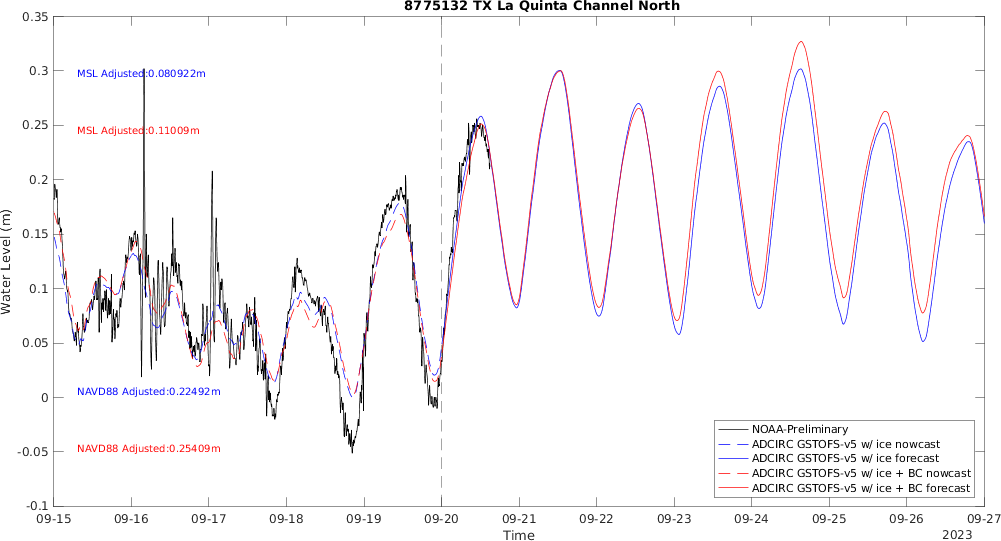 8775132 TX La Quinta Channel North
0.35
0.3
0.25
0.2
0.15
0.1
0.05
0
-0.05
-0.1
Water Level (m)
MSL Adjusted:0.080922m
MSL Adjusted:0.11009m
NAVD88 Adjusted:0.22492m
NAVD88 Adjusted:0.25409m
NOAA-Preliminary
ADCIRC GSTOFS-v5 w/ ice nowcast
ADCIRC GSTOFS-v5 w/ ice forecast
ADCIRC GSTOFS-v5 w/ ice + BC nowcast
ADCIRC GSTOFS-v5 w/ ice + BC forecast
09-15 09-16 09-17 09-18 09-19 09-20 09-21 09-22 09-23 09-24 09-25 09-26 09-27
Time
2023